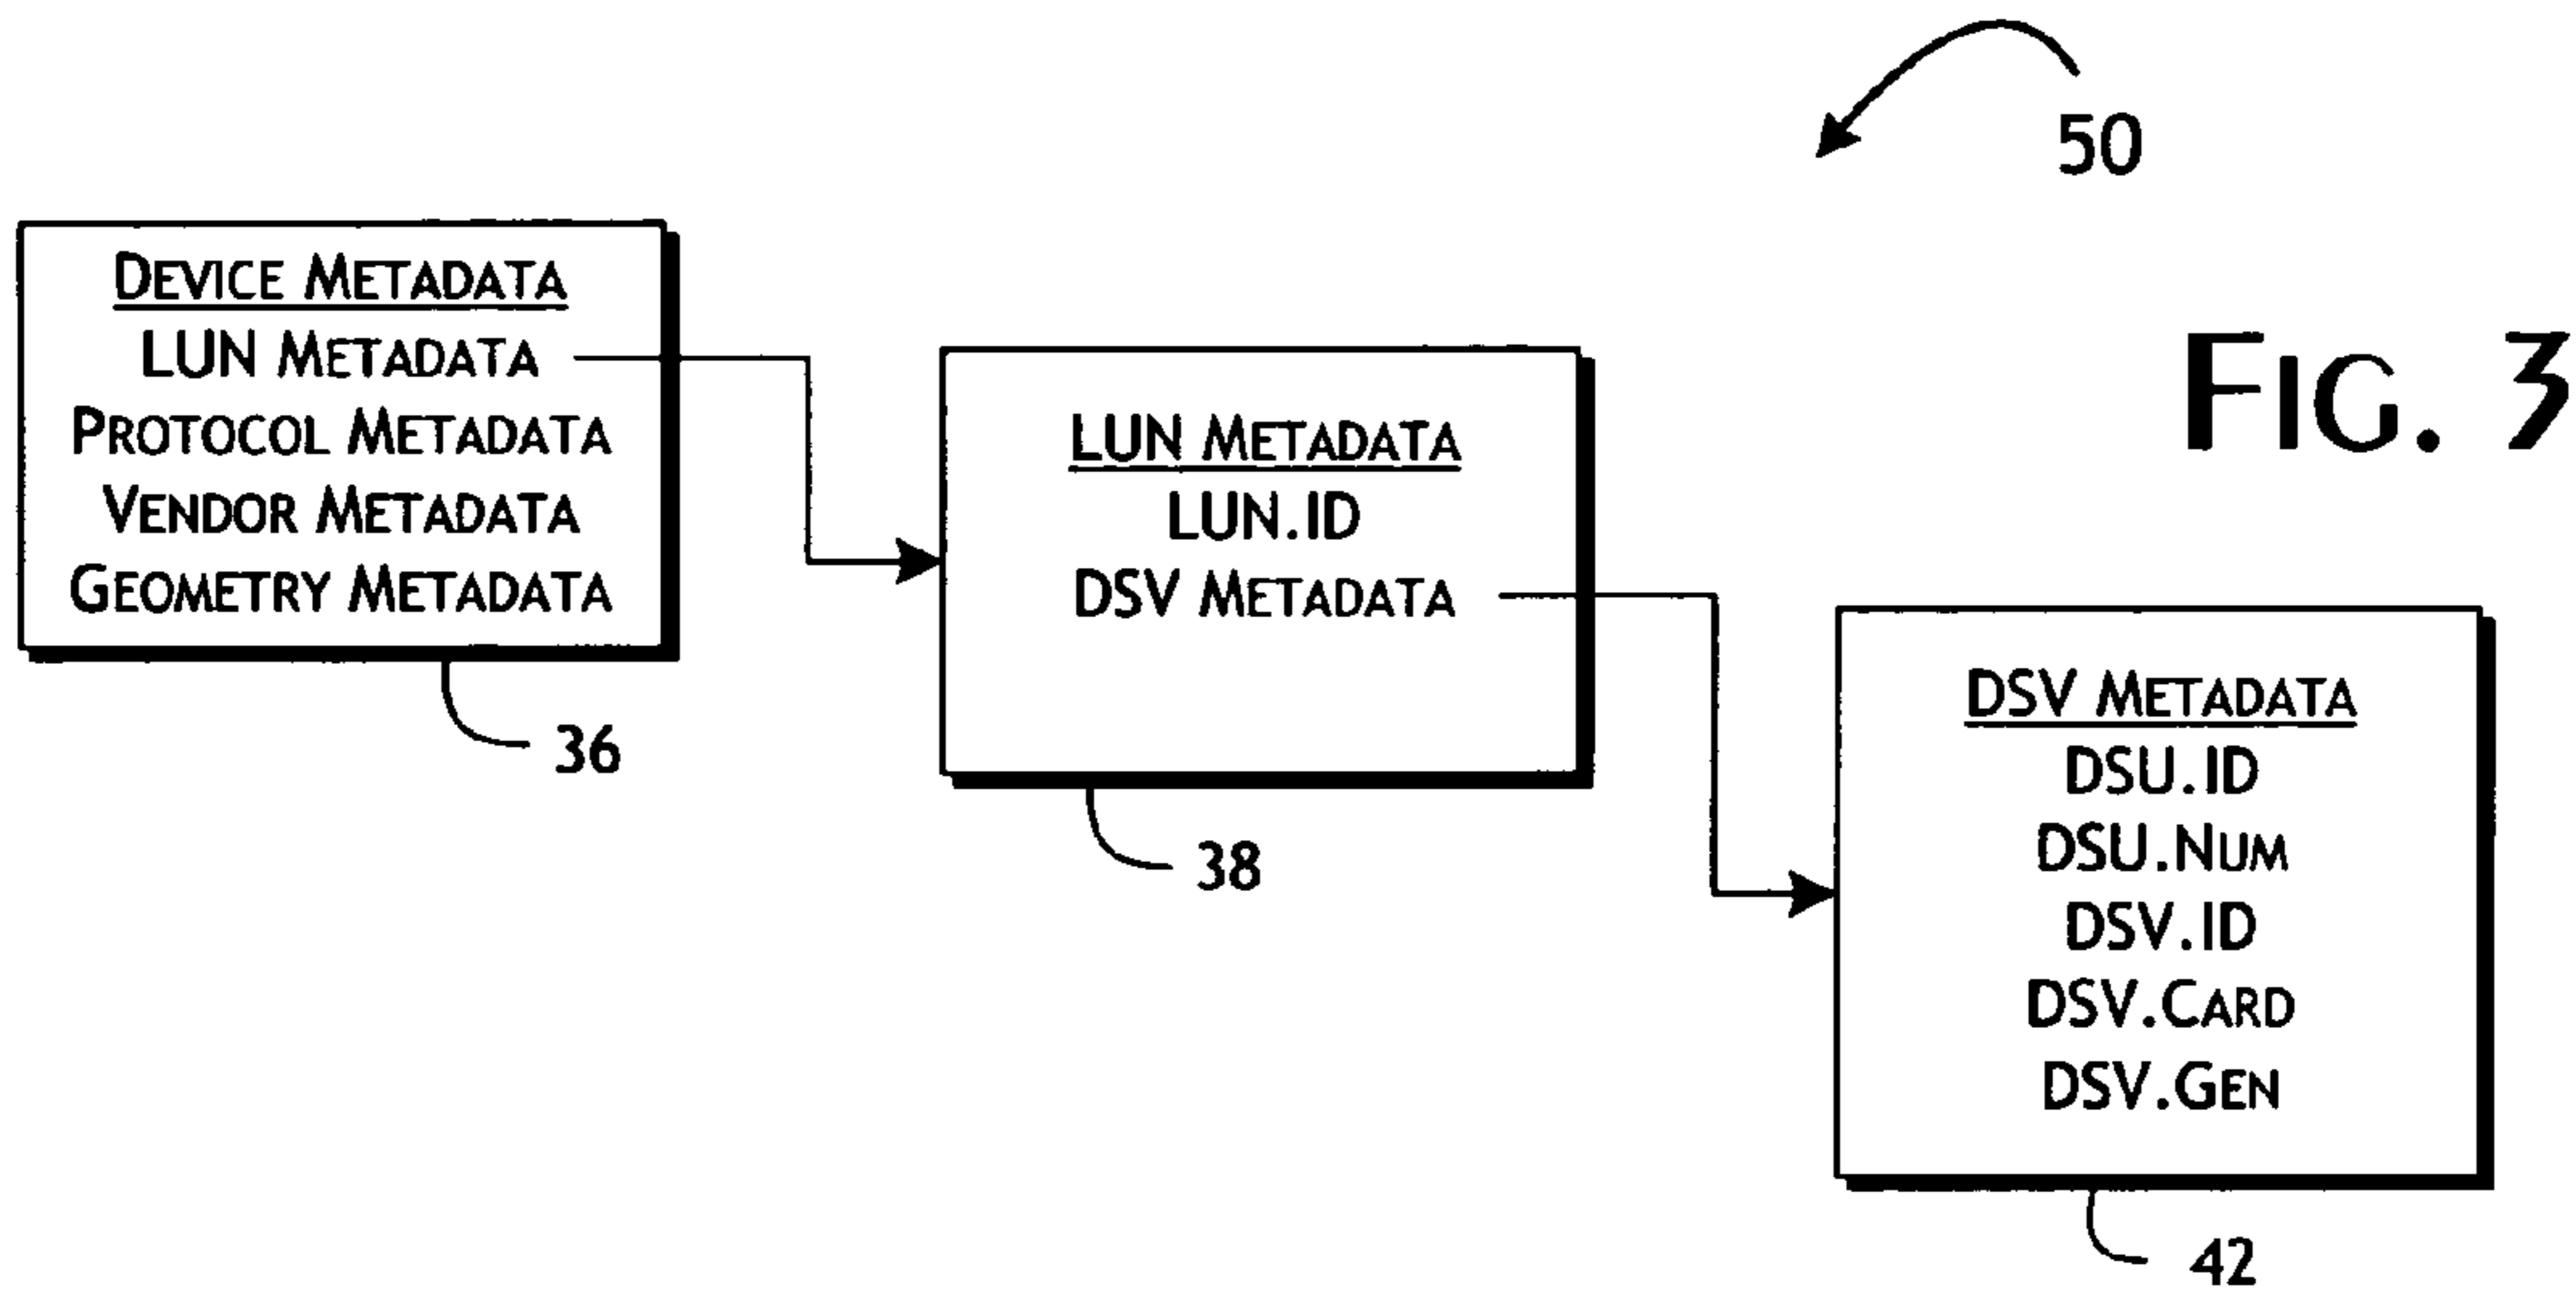 50
FIG. 3
DEVICE METADATA
LUN METADATA
PROTOCOL METADATA
VENDOR METADATA
GEOMETRY METADATA
36
LUN METADATA
LUN.ID
DSV METADATA
38
DSV METADATA
DSU.ID
DSU.NUM
DSV.ID
DSV.CARD
DSV.GEN
42